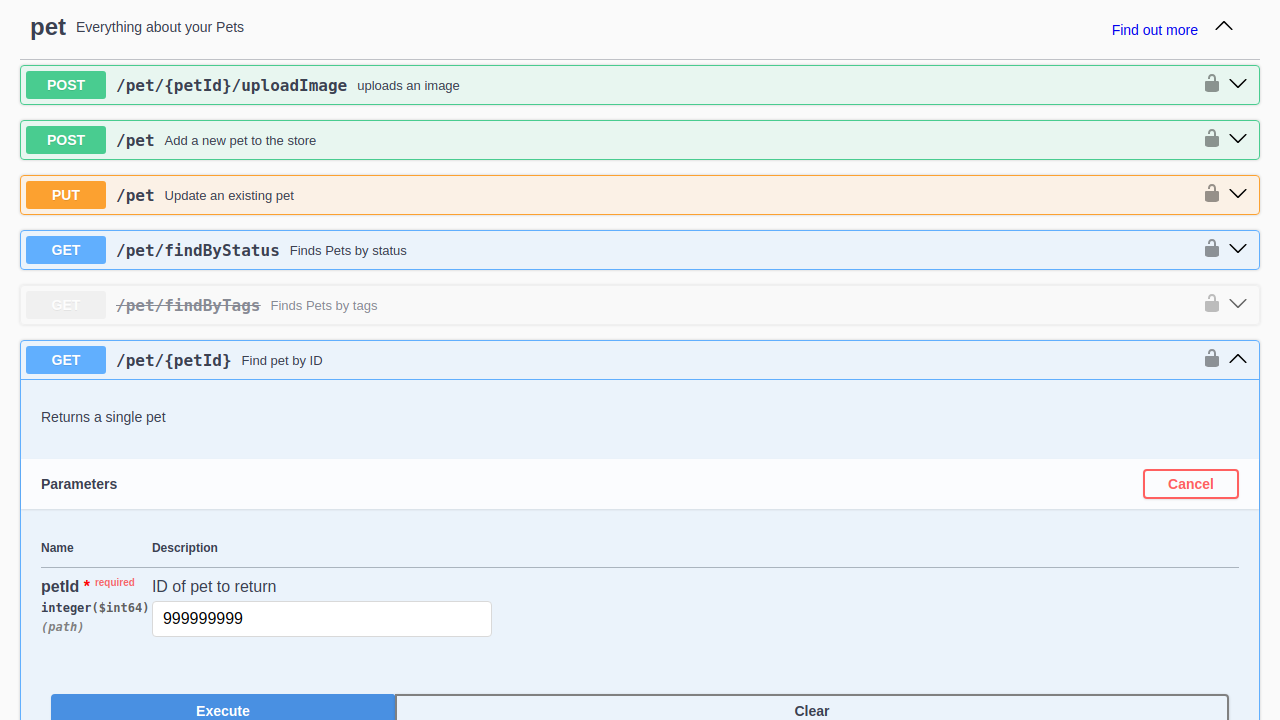 pet Everything about your Pets Find out more
POST /pet/{petId}/uploadImage uploads an image
POST /pet Add a new pet to the store
PUT /pet Update an existing pet
GET /pet/findByStatus Finds Pets by status
GET /pet/findByTags Finds Pets by tags
GET /pet/{petId} Find pet by ID
Returns a single pet
Parameters Cancel
Name Description
petId * required ID of pet to return
integer($int64)
999999999
(path)
Execute Clear